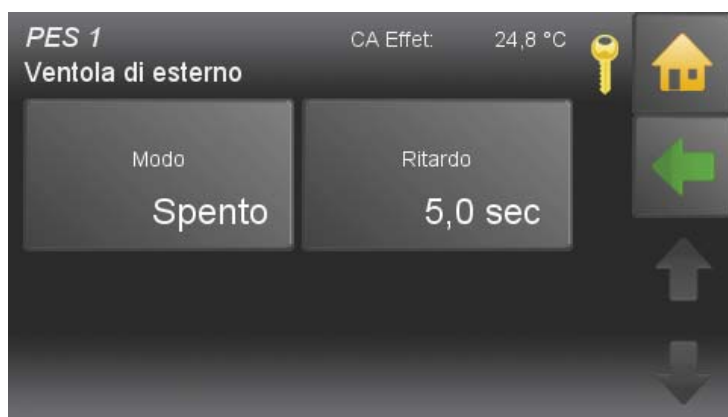 PES 1 CA Effet: 24,8 °C
Ventola di esterno
Modo Ritardo
Spento 5,0 sec